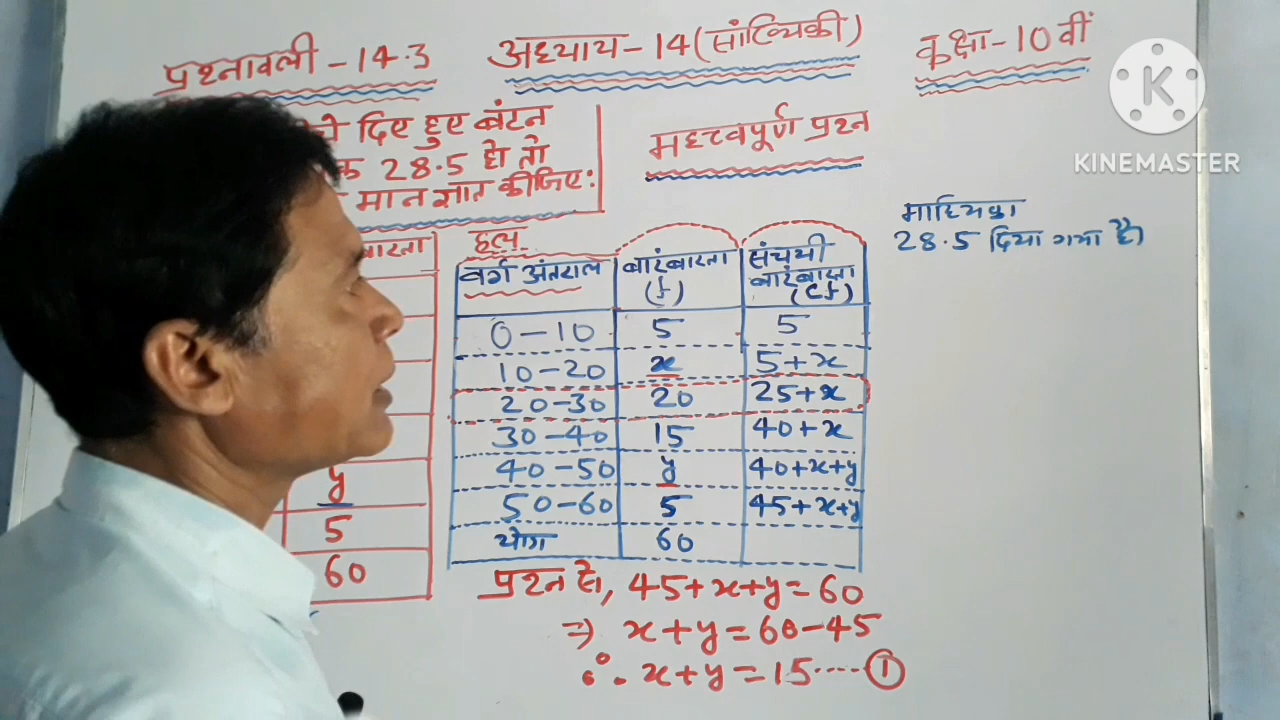 प्रश्नावली-14.3
अध्याय-14(सांख्यिकी)
कक्षा-10वीं
K
KINEMASTER
दिए हुए बंटन
28.5 हो तो
मान ज्ञात कीजिए:
महत्त्वपूर्ण प्रश्न
माध्यिका
28.5 दिया गया है।
y
5
60
हल
वर्ग अंतराल बारंबारता (f) संचयी बारंबारता (cf)
0-10 5 5
10-20 x 5+x
20-30 20 25+x
30-40 15 40+x
40-50 y 40+x+y
50-60 5 45+x+y
योग 60
प्रश्न से, 45+x+y=60
⇒ x+y=60-45
∴ x+y=15.....①